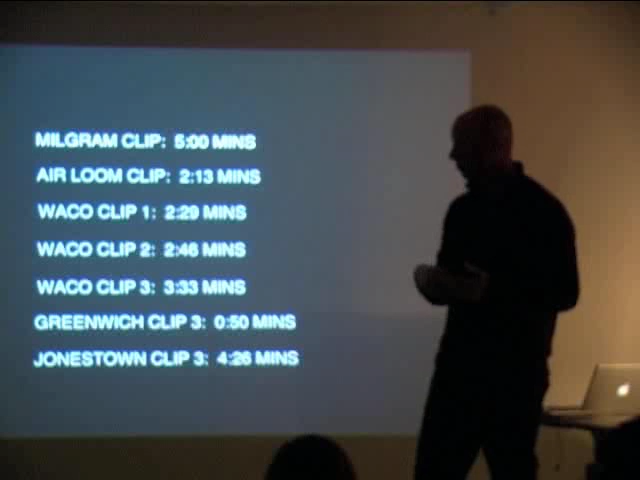 MILGRAM CLIP: 5:00 MINS
AIR LOOM CLIP: 2:13 MINS
WACO CLIP 1: 2:29 MINS
WACO CLIP 2: 2:46 MINS
WACO CLIP 3: 3:33 MINS
GREENWICH CLIP 3: 0:50 MINS
JONESTOWN CLIP 3: 4:26 MINS